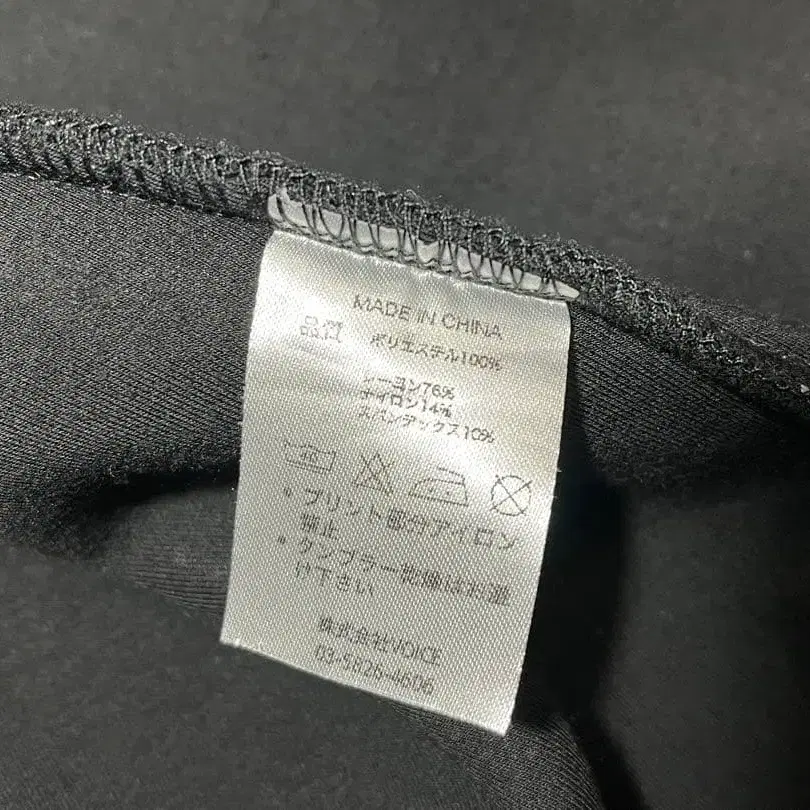 MADE IN CHINA
品質 ポリエステル100%
レーヨン76%
ナイロン14%
スパンデックス10%
* プリント部分アイロン
禁止
* タンブラー乾燥はお避
け下さい
株式会社VOICE
03-5826-4606